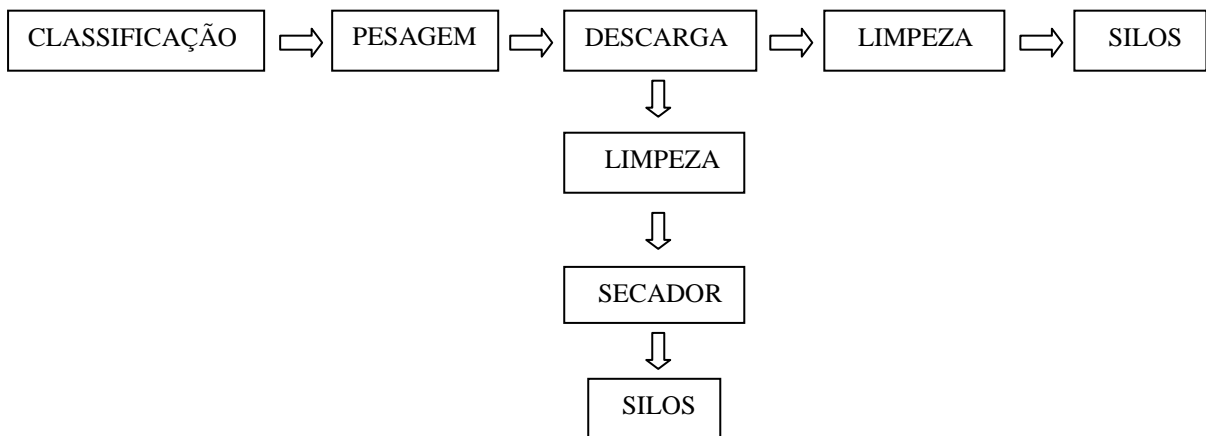 CLASSIFICAÇÃO PESAGEM DESCARGA LIMPEZA SILOS
LIMPEZA
SECADOR
SILOS